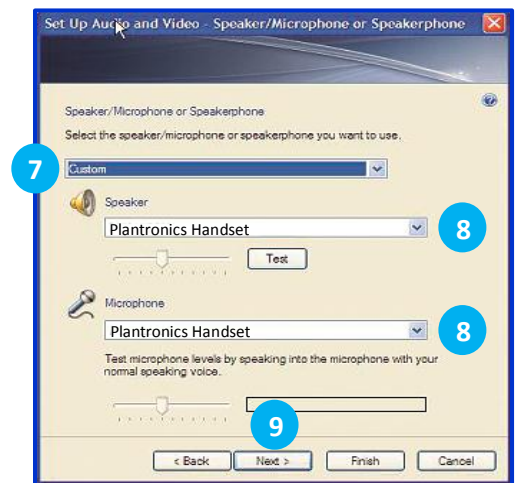 Set Up Audio and Video - Speaker/Microphone or Speakerphone
Speaker/Microphone or Speakerphone
Select the speaker/microphone or speakerphone you want to use.
7
Custom
Speaker
Plantronics Handset
8
Test
Microphone
Plantronics Handset
8
Test microphone levels by speaking into the microphone with your
normal speaking voice.
9
< Back Next > Finish Cancel